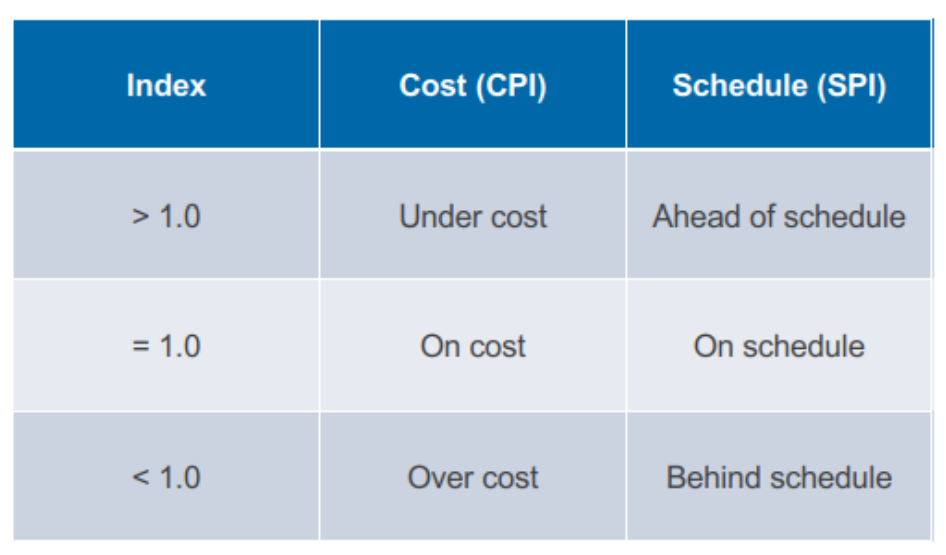 Index Cost (CPI) Schedule (SPI)
> 1.0 Under cost Ahead of schedule
= 1.0 On cost On schedule
< 1.0 Over cost Behind schedule